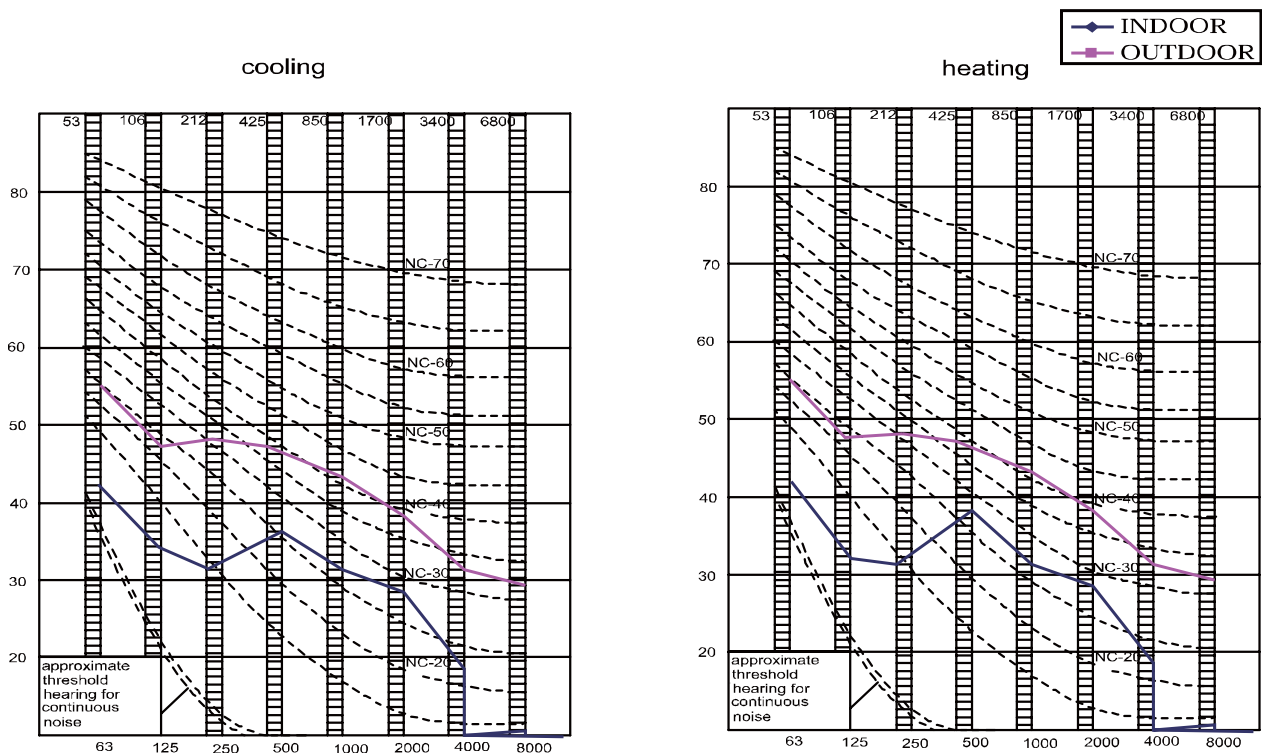 INDOOR
OUTDOOR
cooling
heating
53 106 212 425 850 1700 3400 6800
80
70
60
50
40
30
20
NC-70
NC-60
NC-50
NC-40
NC-30
NC-20
approximate
threshold
hearing for
continuous
noise
63 125 250 500 1000 2000 4000 8000
53 106 212 425 850 1700 3400 6800
80
70
60
50
40
30
20
NC-70
NC-60
NC-50
NC-40
NC-30
NC-20
approximate
threshold
hearing for
continuous
noise
63 125 250 500 1000 2000 4000 8000